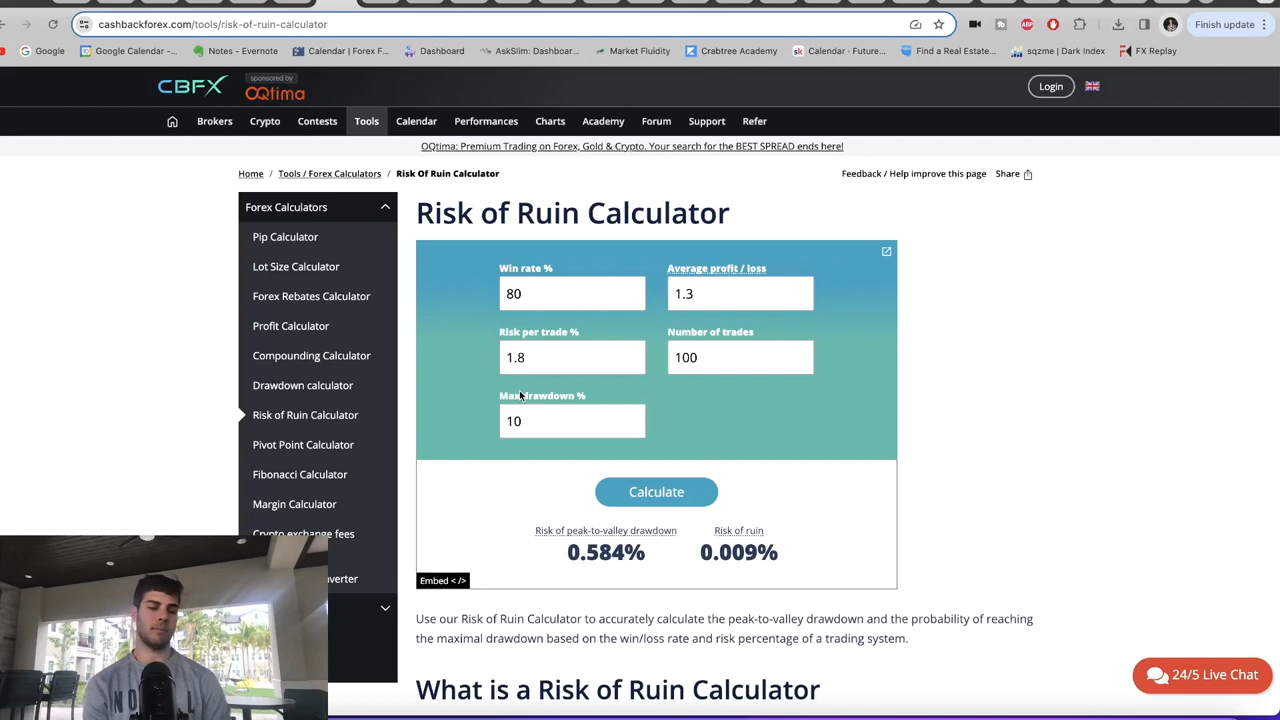 cashbackforex.com/tools/risk-of-ruin-calculator
Finish update
Google
Google Calendar -...
Notes – Evernote
Calendar | Forex F...
Dashboard
AskSlim: Dashboar...
Market Fluidity
Crabtree Academy
Calendar - Future...
Find a Real Estate...
sqzme | Dark Index
FX Replay
CBFX
sponsored by
OQtima
Login
Brokers
Crypto
Contests
Tools
Calendar
Performances
Charts
Academy
Forum
Support
Refer
OQtima: Premium Trading on Forex, Gold & Crypto. Your search for the BEST SPREAD ends here!
Home / Tools / Forex Calculators / Risk Of Ruin Calculator
Feedback / Help improve this page
Share
Forex Calculators
Pip Calculator
Lot Size Calculator
Forex Rebates Calculator
Profit Calculator
Compounding Calculator
Drawdown calculator
Risk of Ruin Calculator
Pivot Point Calculator
Fibonacci Calculator
Margin Calculator
Crypto exchange fees
Risk of Ruin Calculator
Win rate %
Average profit / loss
80
1.3
Risk per trade %
Number of trades
1.8
100
Max drawdown %
10
Calculate
Risk of peak-to-valley drawdown
Risk of ruin
0.584%
0.009%
Embed < />
Use our Risk of Ruin Calculator to accurately calculate the peak-to-valley drawdown and the probability of reaching
the maximal drawdown based on the win/loss rate and risk percentage of a trading system.
What is a Risk of Ruin Calculator
24/5 Live Chat